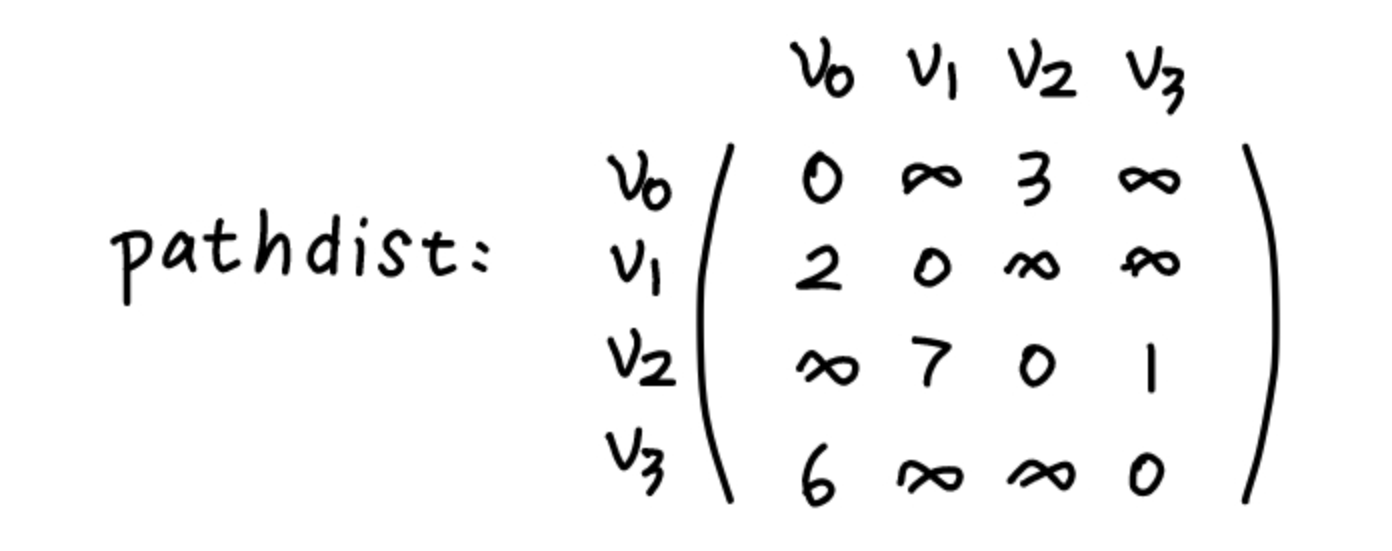 v₀ v₁ v₂ v₃
v₀ 0 ∞ 3 ∞
pathdist: v₁ 2 0 ∞ ∞
v₂ ∞ 7 0 1
v₃ 6 ∞ ∞ 0